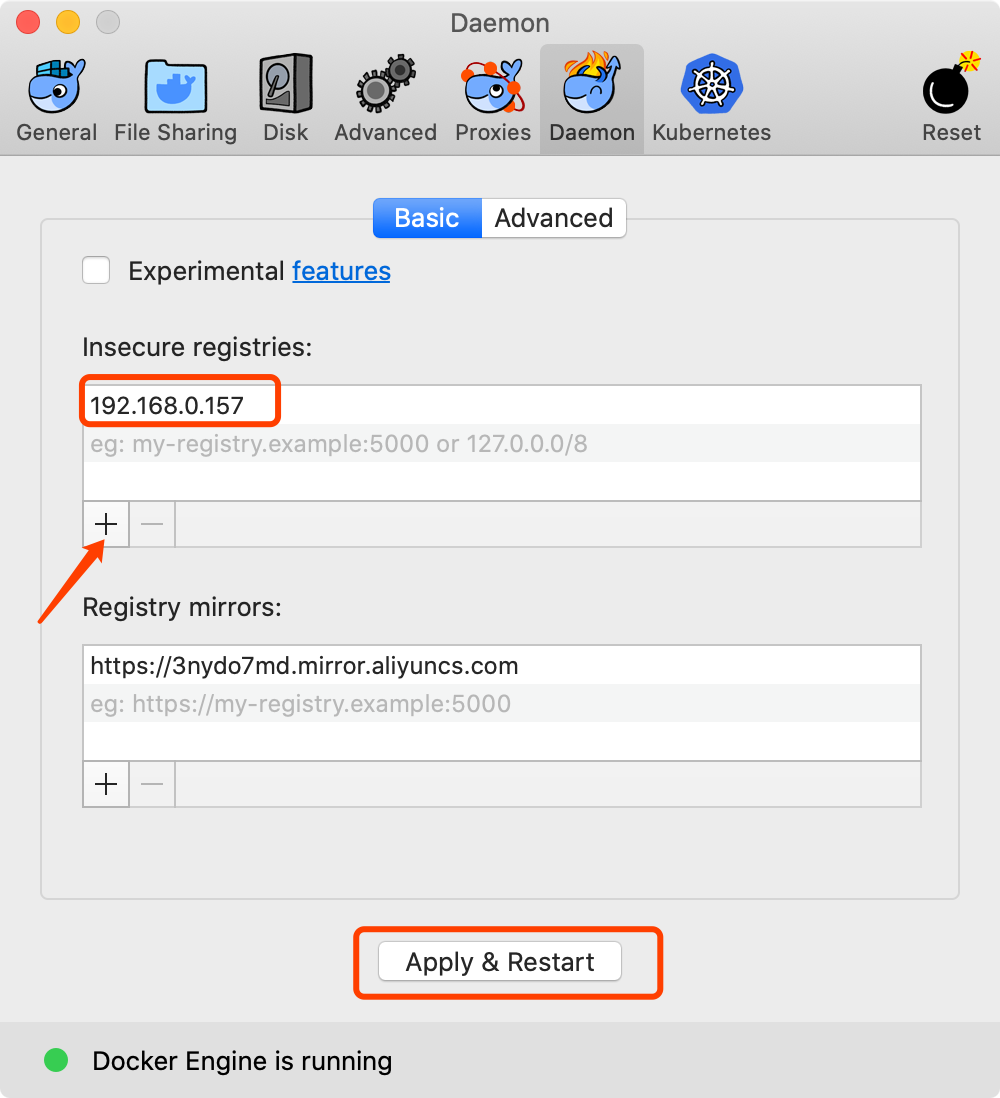 Daemon
General File Sharing Disk Advanced Proxies Daemon Kubernetes Reset
Basic Advanced
Experimental features
Insecure registries:
192.168.0.157
eg: my-registry.example:5000 or 127.0.0.0/8
Registry mirrors:
https://3nydo7md.mirror.aliyuncs.com
eg: https://my-registry.example:5000
Apply & Restart
Docker Engine is running